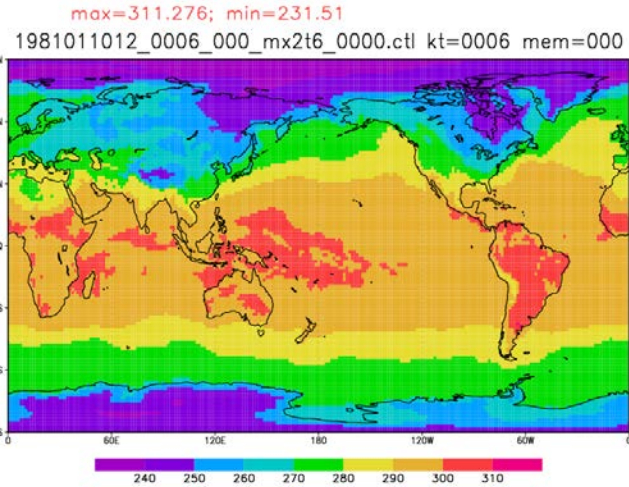 max=311.276; min=231.51
1981011012_0006_000_mx2t6_0000.ctl kt=0006 mem=000
N
N
N
Q
S
S
S
0 60E 120E 180 120W 60W 0
240 250 260 270 280 290 300 310